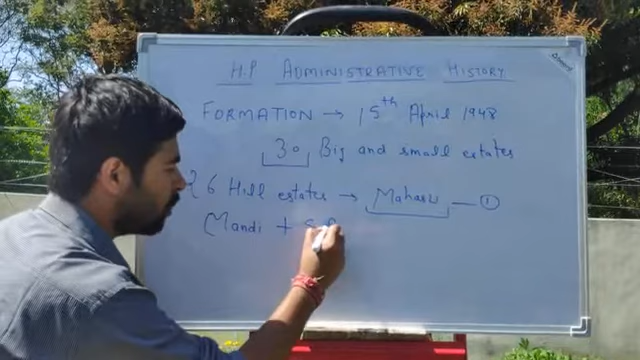 H.P ADMINISTRATIVE HISTORY
FORMATION → 15th April 1948
30 Big and small estates
26 Hill estates → Mahasu — ①
Mandi +